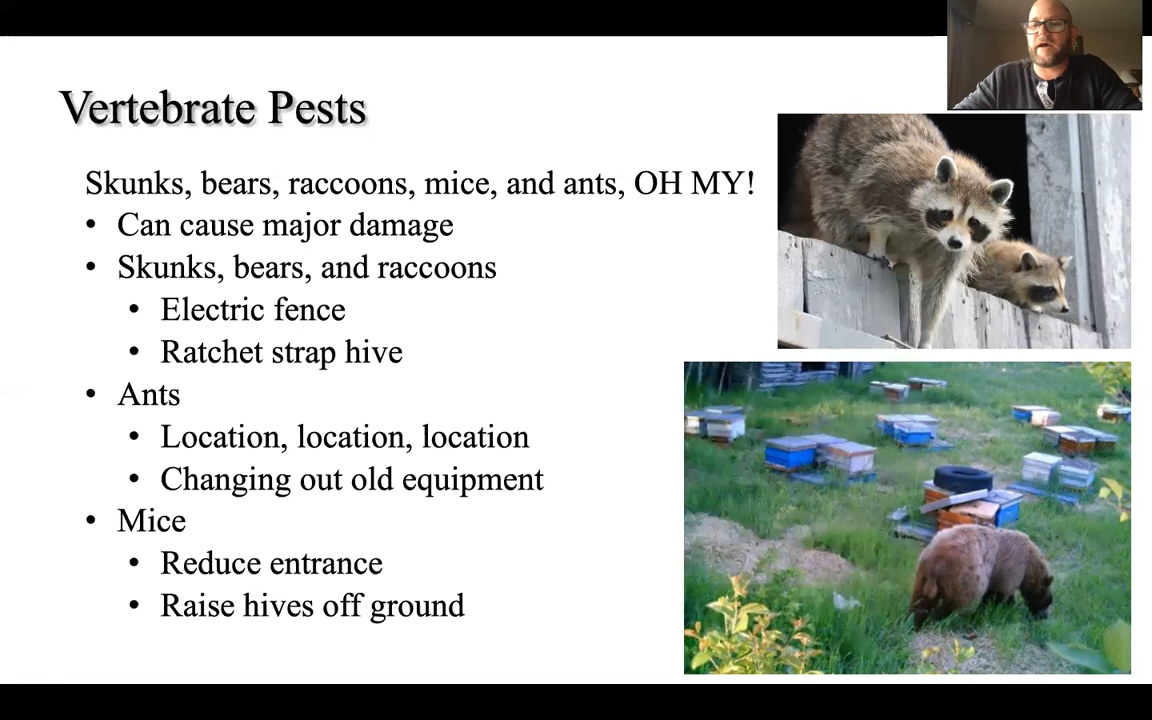 Vertebrate Pests
Skunks, bears, raccoons, mice, and ants, OH MY!
• Can cause major damage
• Skunks, bears, and raccoons
• Electric fence
• Ratchet strap hive
• Ants
• Location, location, location
• Changing out old equipment
• Mice
• Reduce entrance
• Raise hives off ground